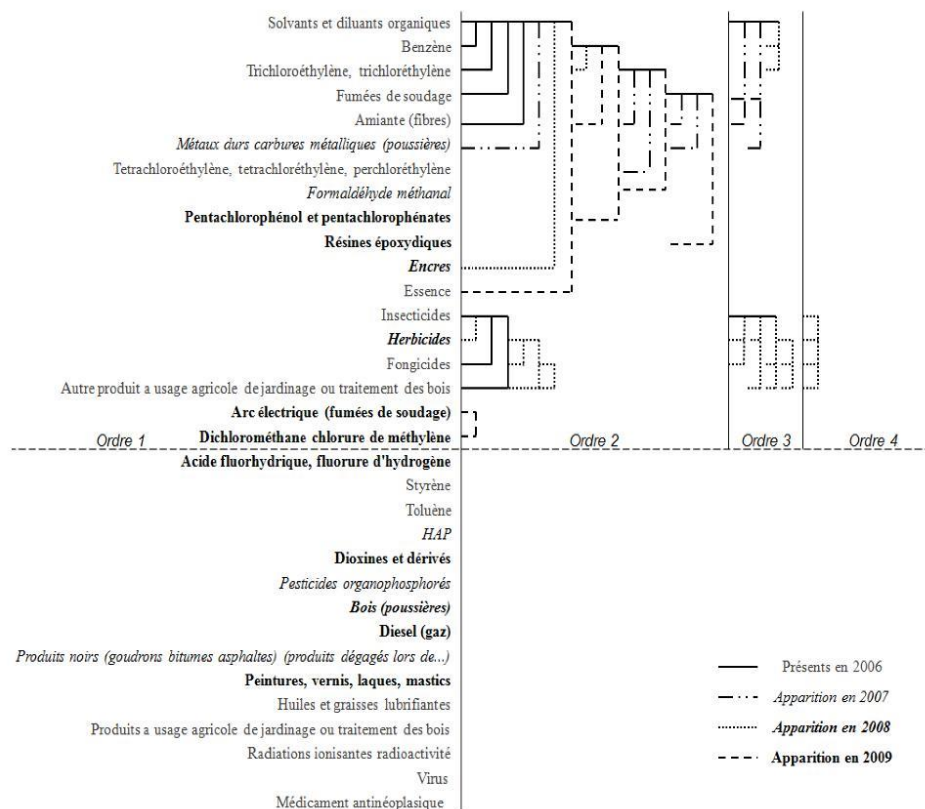 Solvants et diluants organiques
Benzène
Trichloroéthylène, trichloréthylène
Fumées de soudage
Amiante (fibres)
Métaux durs carbures métalliques (poussières)
Tetrachloroéthylène, tetrachloréthylène, perchloréthylène
Formaldéhyde méthanal
Pentachlorophénol et pentachlorophénates
Résines époxydiques
Encres
Essence
Insecticides
Herbicides
Fongicides
Autre produit a usage agricole de jardinage ou traitement des bois
Arc électrique (fumées de soudage)
Dichlorométhane chlorure de méthylène
Ordre 1
Ordre 2
Ordre 3
Ordre 4
Acide fluorhydrique, fluorure d'hydrogène
Styrène
Toluène
HAP
Dioxines et dérivés
Pesticides organophosphorés
Bois (poussières)
Diesel (gaz)
Produits noirs (goudrons bitumes asphaltes) (produits dégagés lors de...)
Peintures, vernis, laques, mastics
Huiles et graisses lubrifiantes
Produits a usage agricole de jardinage ou traitement des bois
Radiations ionisantes radioactivité
Virus
Médicament antinéoplasique
Présents en 2006
Apparition en 2007
Apparition en 2008
Apparition en 2009